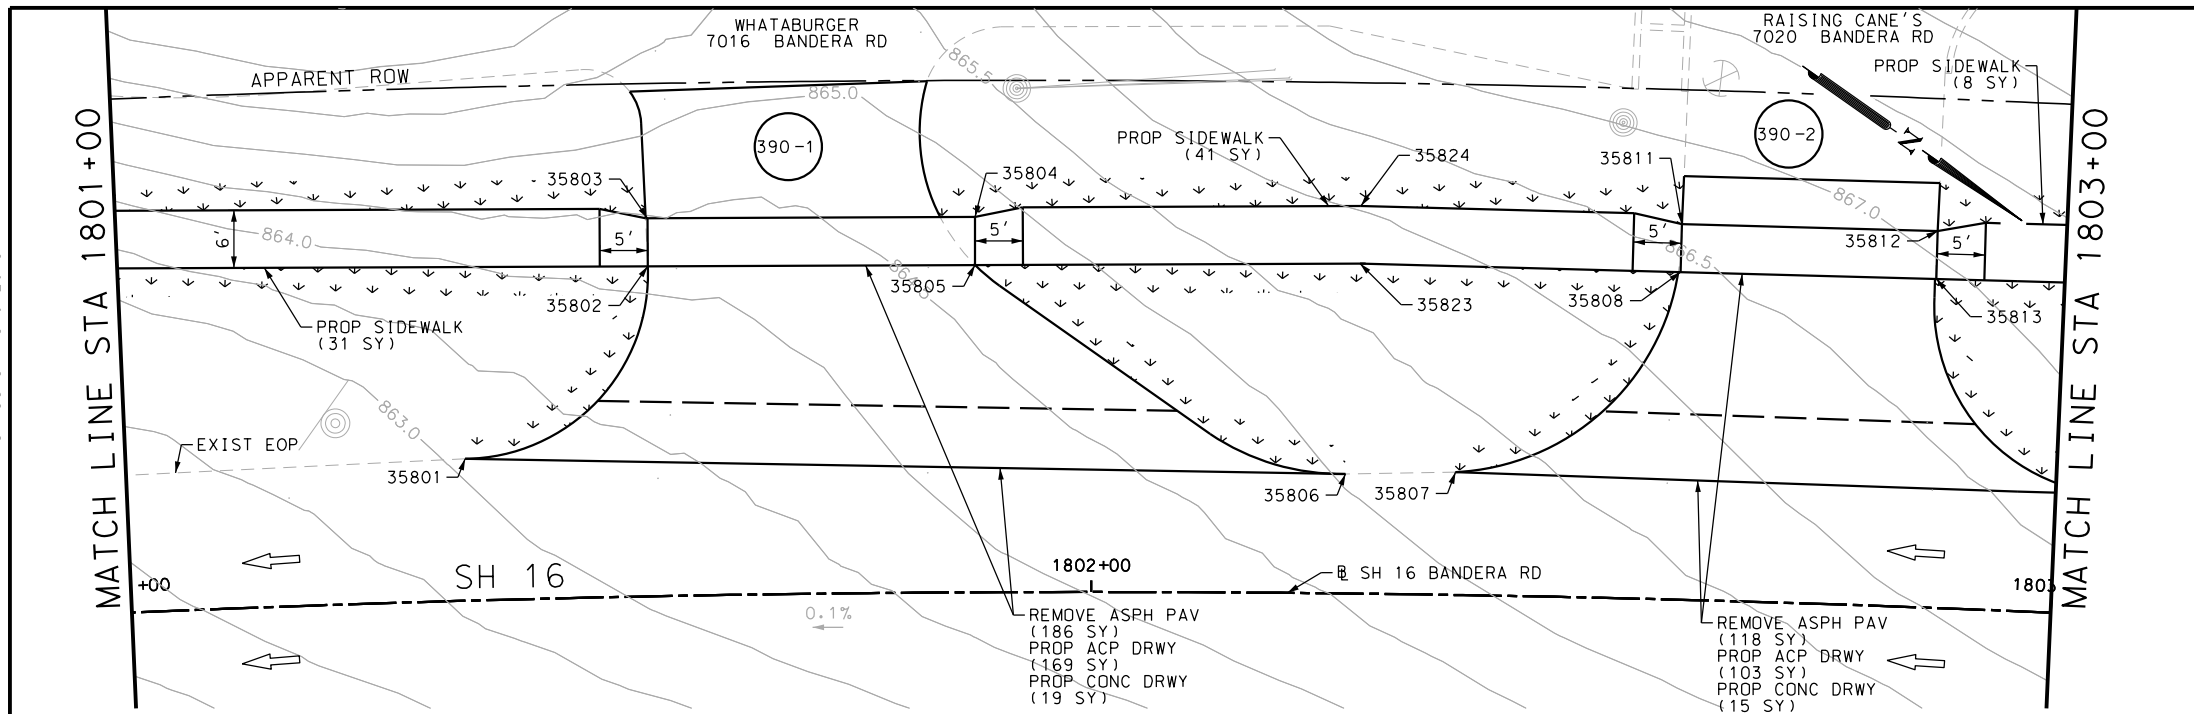 WHATABURGER
7016 BANDERA RD
RAISING CANE'S
7020 BANDERA RD
APPARENT ROW
865.5
PROP SIDEWALK
(8 SY)
865.0
MATCH LINE STA 1801+00
390-1
PROP SIDEWALK
(41 SY)
390-2
N
MATCH LINE STA 1803+00
35803
35804
35824
35811
867.0
6'
864.0
5'
5'
5'
866.5
35812
5'
35802
35805
35823
35808
35813
PROP SIDEWALK
(31 SY)
863.0
EXIST EOP
35801
35806
35807
+00
SH 16
1802+00
B SH 16 BANDERA RD
1803
0.1%
REMOVE ASPH PAV
(186 SY)
PROP ACP DRWY
(169 SY)
PROP CONC DRWY
(19 SY)
REMOVE ASPH PAV
(118 SY)
PROP ACP DRWY
(103 SY)
PROP CONC DRWY
(15 SY)